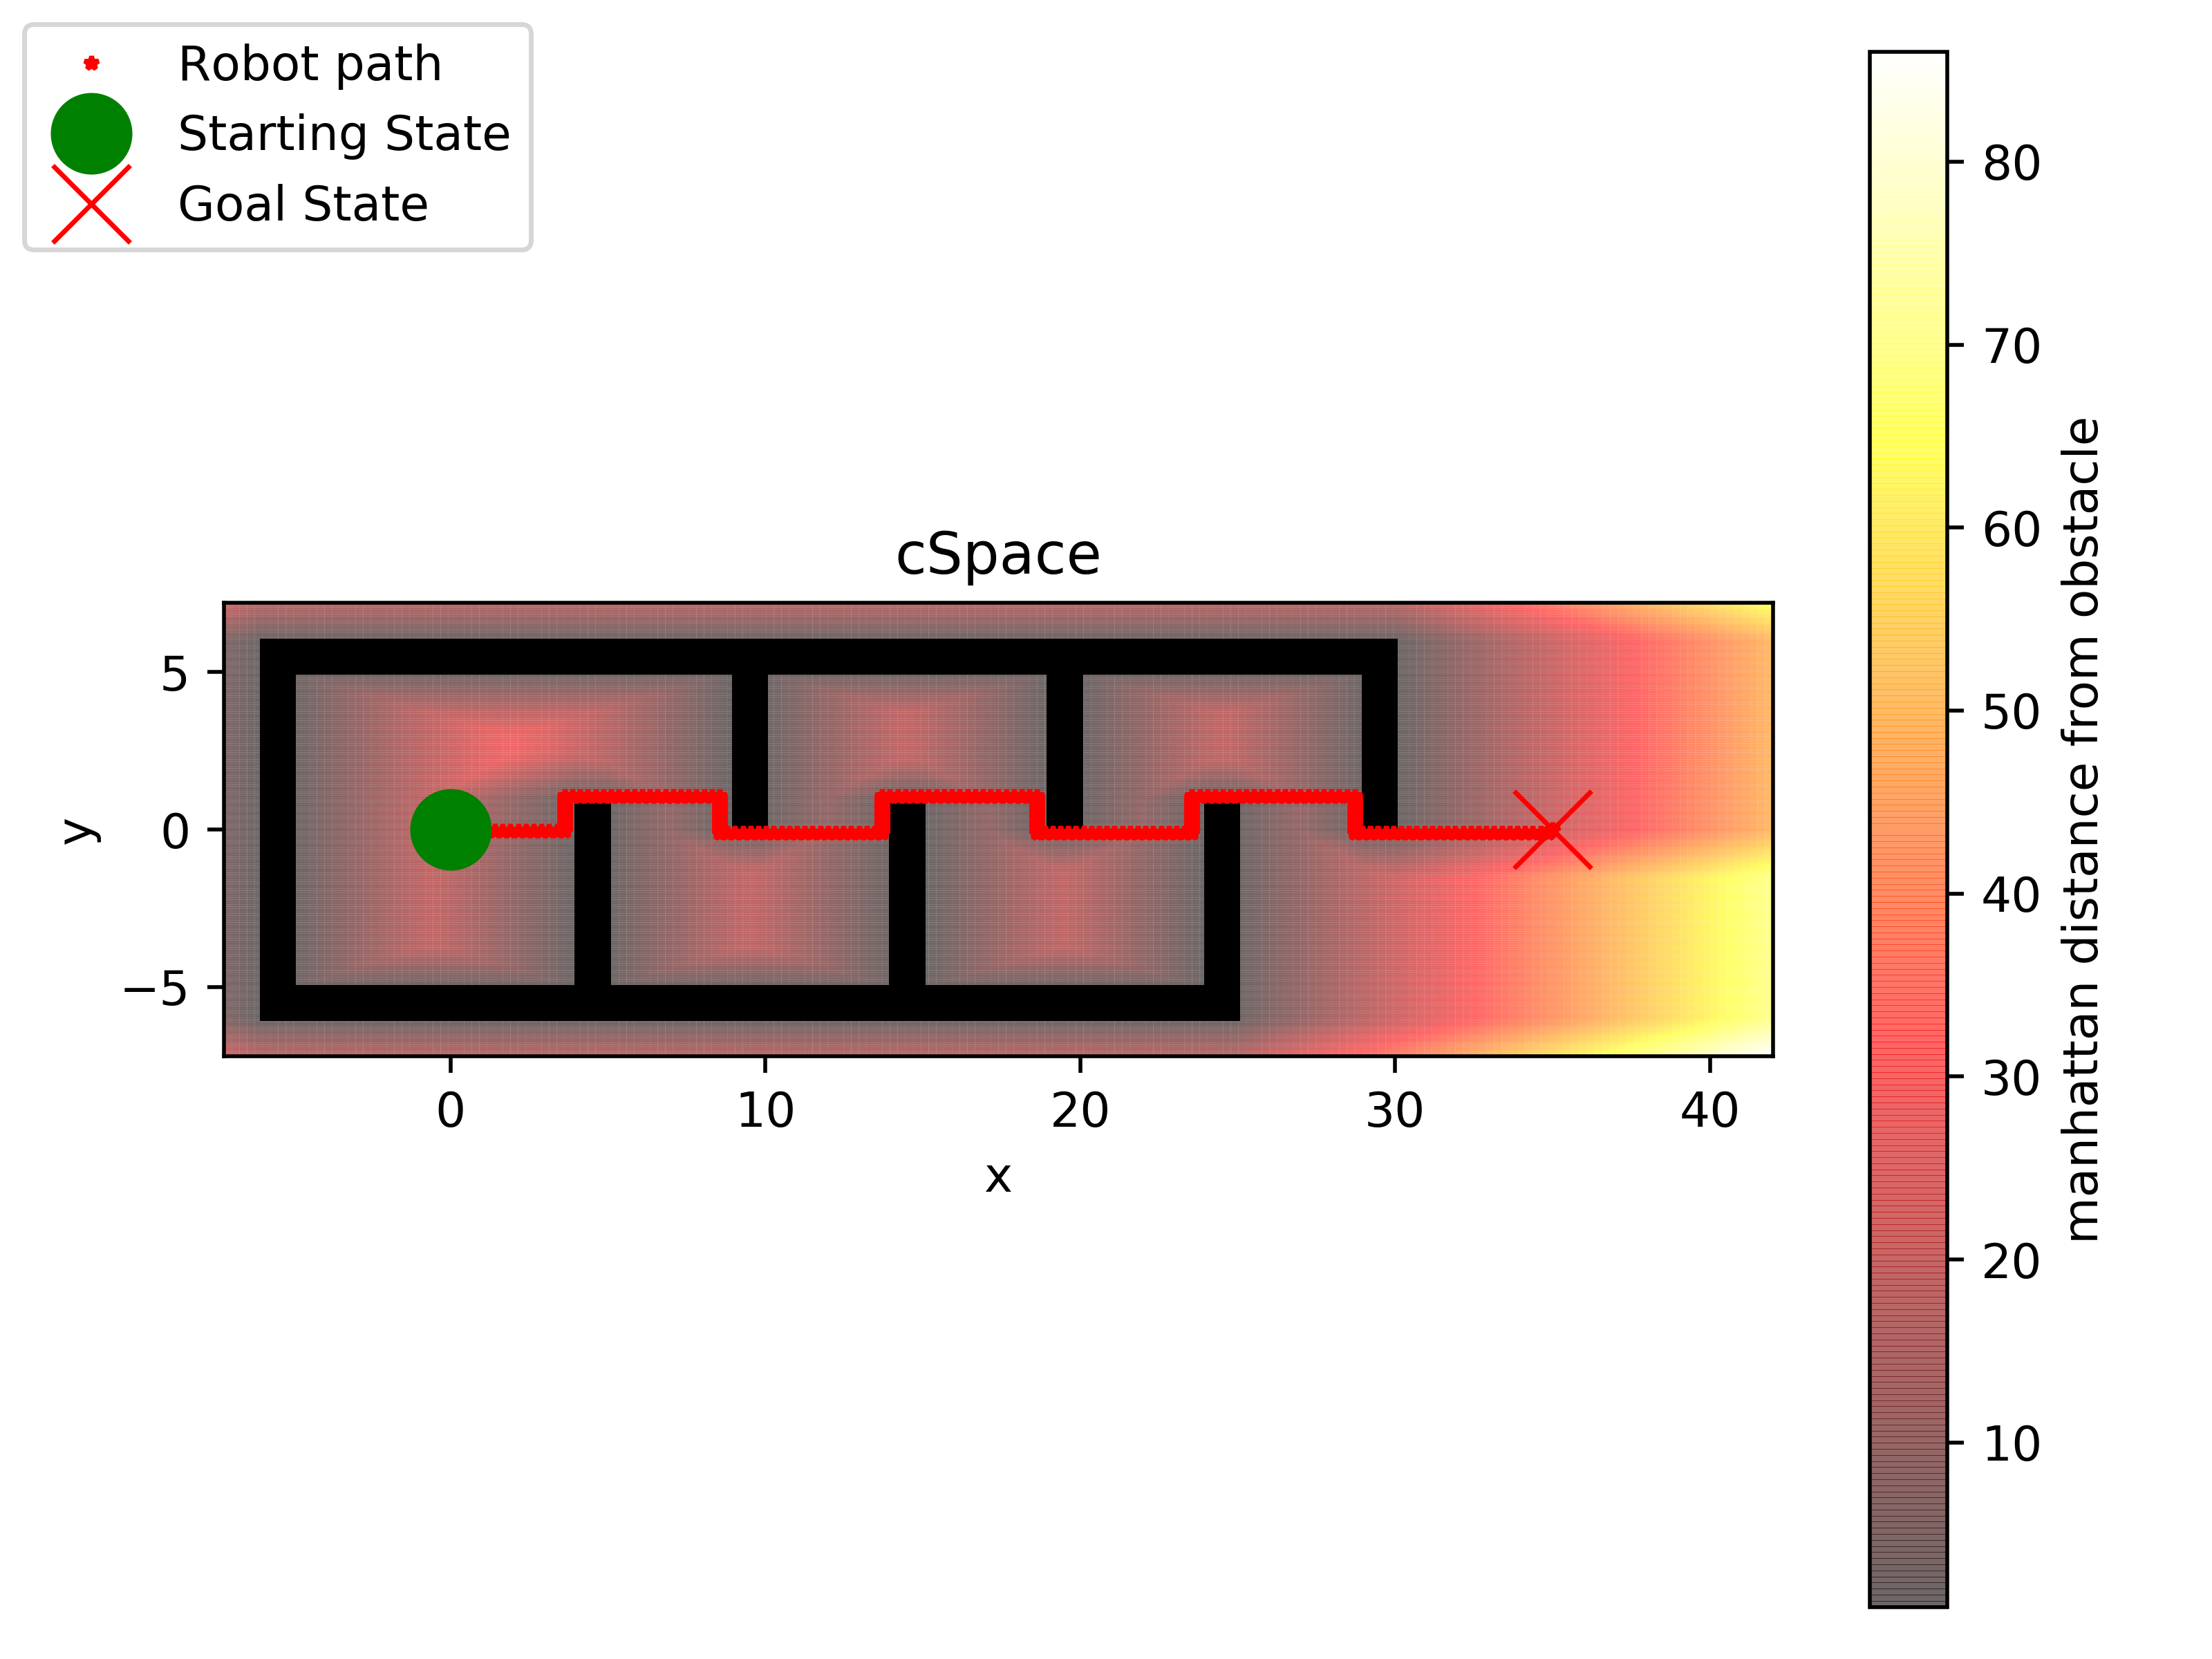 Robot path
Starting State
Goal State
cSpace
y
5
0
−5
0 10 20 30 40
x
80
70
60
50
40
30
20
10
manhattan distance from obstacle